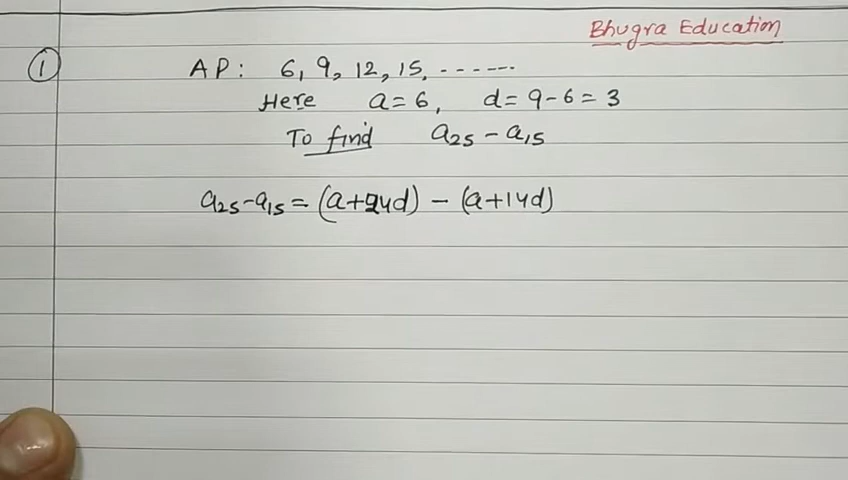 Bhugra Education
① AP: 6, 9, 12, 15, ------
Here a=6, d=9-6=3
To find a₂₅ - a₁₅
a₂₅-a₁₅ = (a+24d) - (a+14d)